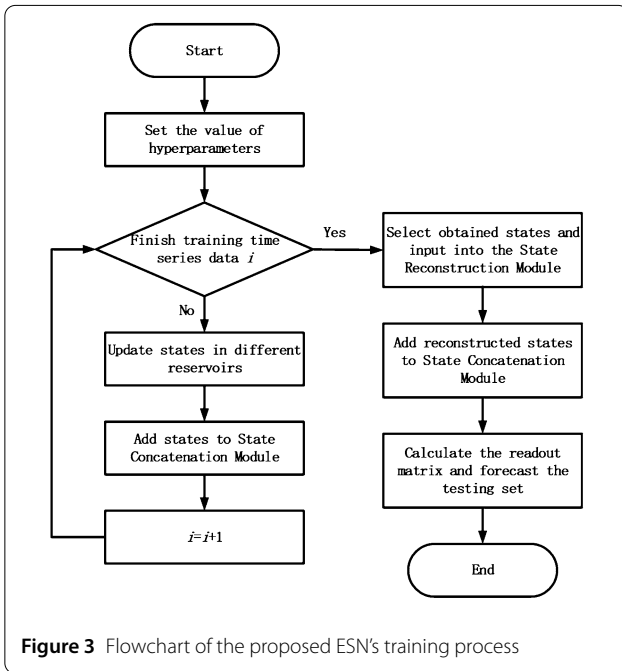 Start
Set the value of
hyperparameters
Finish training time
series data i
Yes
No
Update states in different
reservoirs
Add states to State
Concatenation Module
i=i+1
Select obtained states and
input into the State
Reconstruction Module
Add reconstructed states
to State Concatenation
Module
Calculate the readout
matrix and forecast the
testing set
End
Figure 3 Flowchart of the proposed ESN's training process